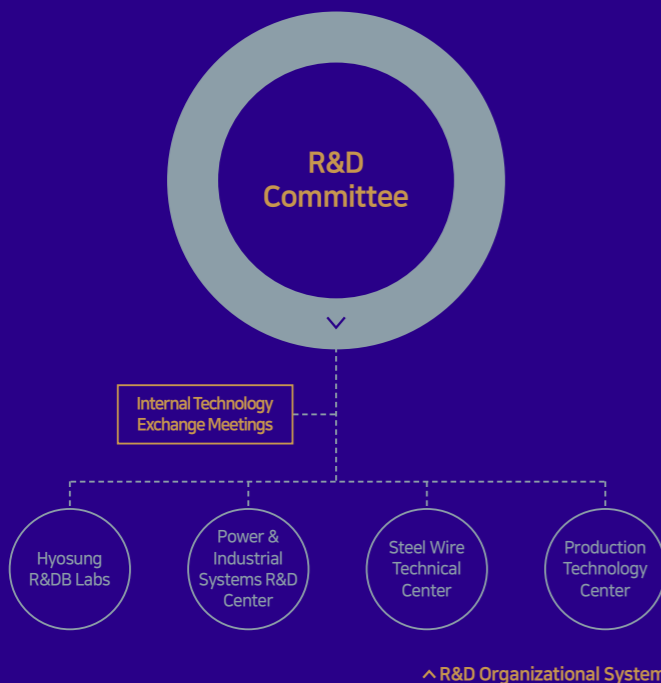 R&D
Committee
Internal Technology
Exchange Meetings
Hyosung
R&DB Labs
Power &
Industrial
Systems R&D
Center
Steel Wire
Technical
Center
Production
Technology
Center
R&D Organizational System